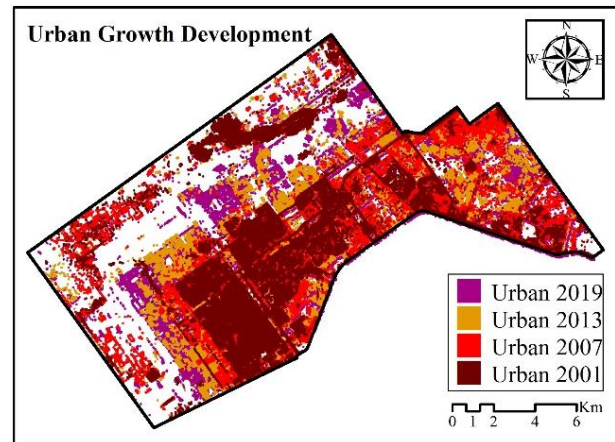 Urban Growth Development
N
W E
S
Urban 2019
Urban 2013
Urban 2007
Urban 2001
Km
0 1 2 4 6